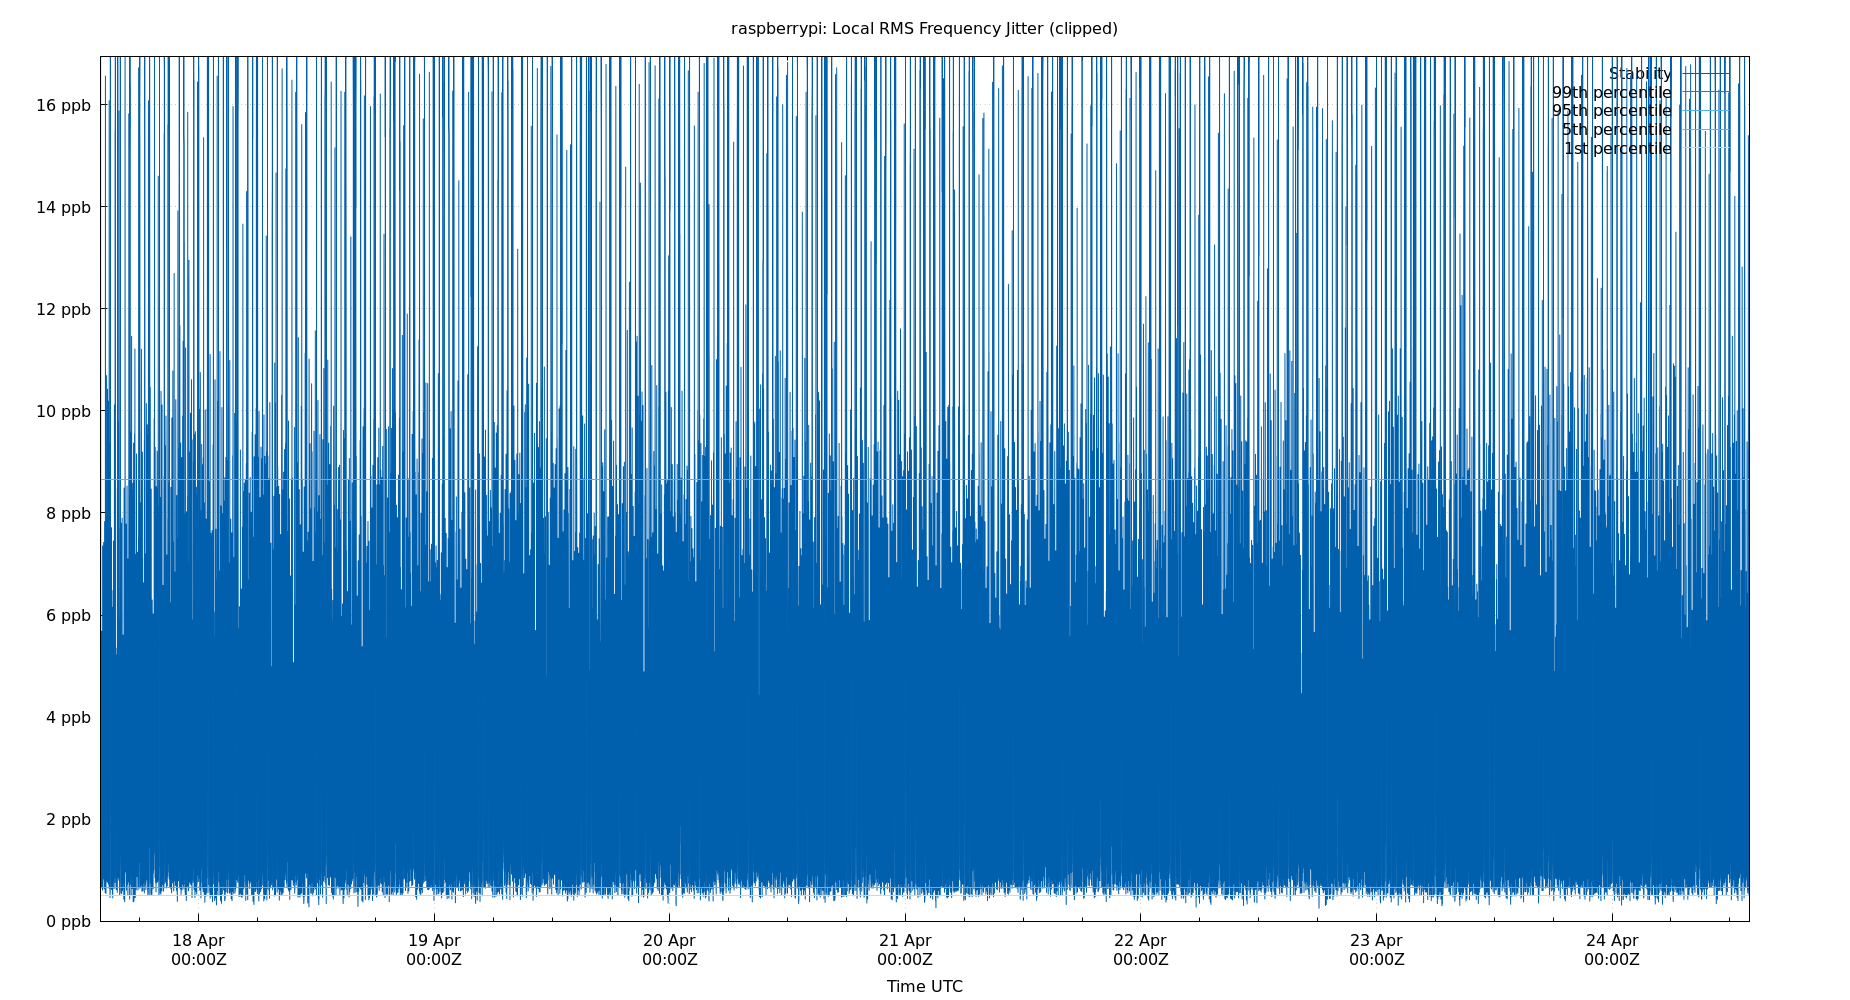 raspberrypi: Local RMS Frequency Jitter (clipped)
Stability
99th percentile
95th percentile
5th percentile
1st percentile
16 ppb
14 ppb
12 ppb
10 ppb
8 ppb
6 ppb
4 ppb
2 ppb
0 ppb
18 Apr
00:00Z
19 Apr
00:00Z
20 Apr
00:00Z
21 Apr
00:00Z
22 Apr
00:00Z
23 Apr
00:00Z
24 Apr
00:00Z
Time UTC